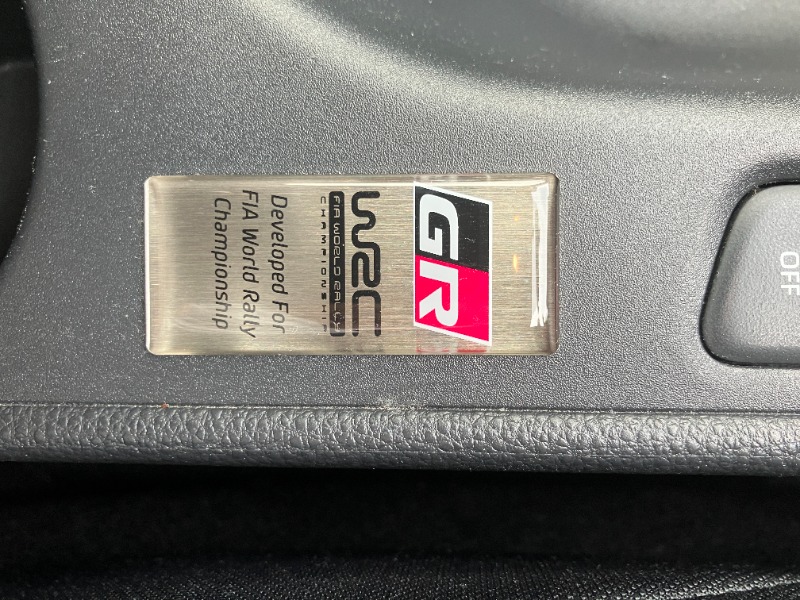 GR
WRC
FIA WORLD RALLY
CHAMPIONSHIP
Developed For
FIA World Rally
Championship
OFF